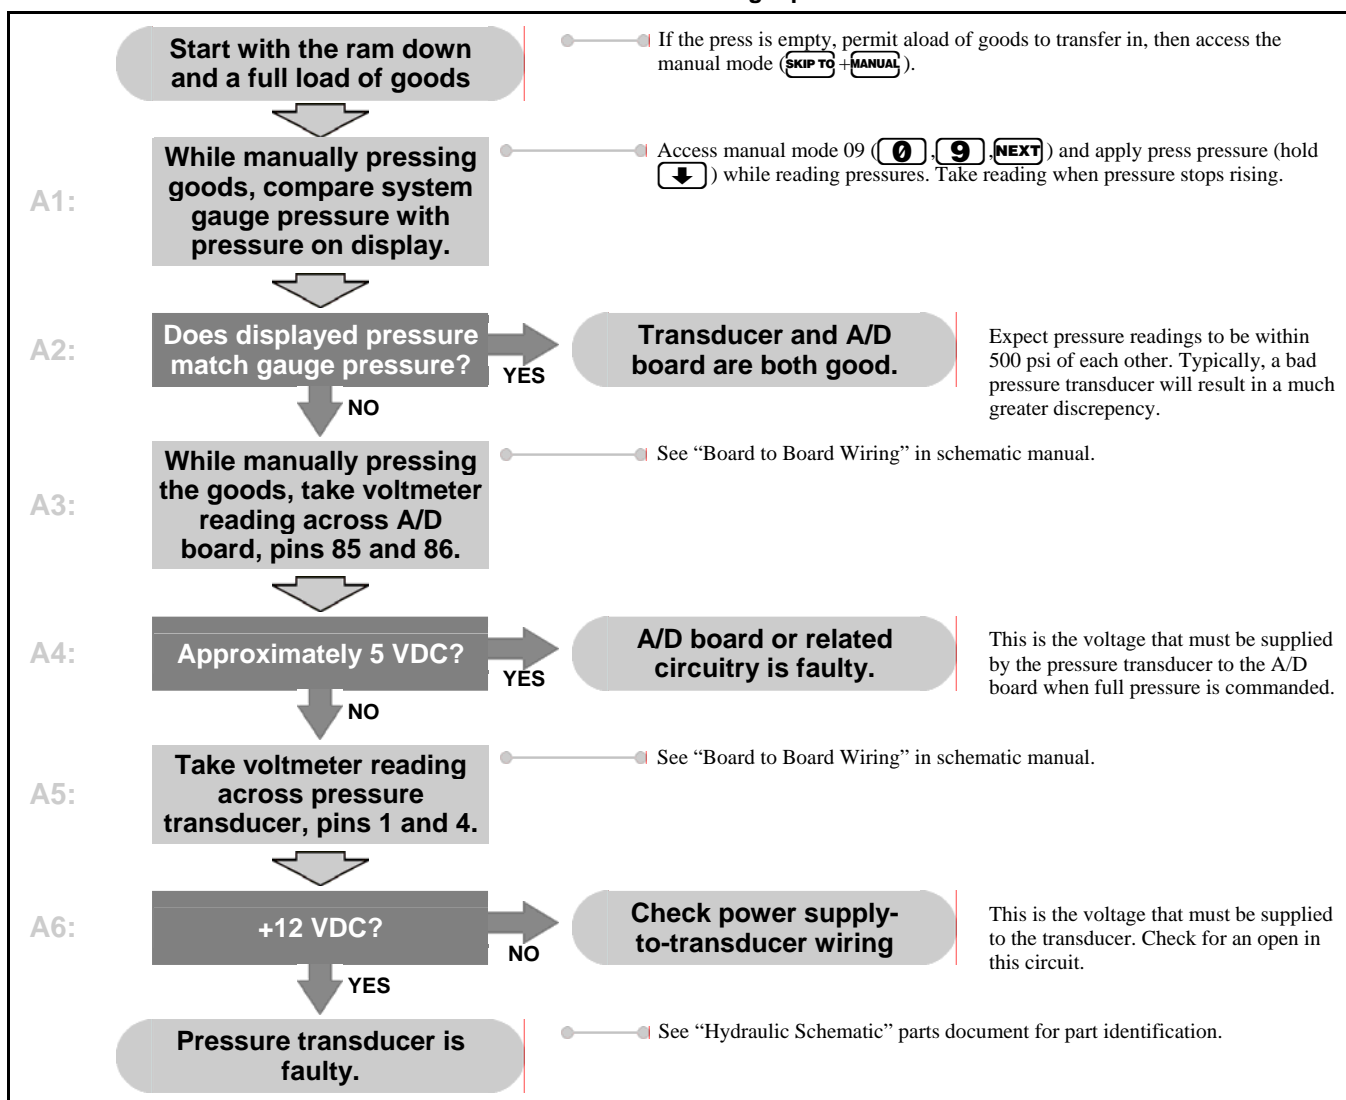 Start with the ram down
and a full load of goods
If the press is empty, permit aload of goods to transfer in, then access the
manual mode (SKIP TO +MANUAL ).
A1:
While manually pressing
goods, compare system
gauge pressure with
pressure on display.
Access manual mode 09 ( 0 , 9 , NEXT ) and apply press pressure (hold
) while reading pressures. Take reading when pressure stops rising.
A2:
Does displayed pressure
match gauge pressure?
YES
NO
Transducer and A/D
board are both good.
Expect pressure readings to be within
500 psi of each other. Typically, a bad
pressure transducer will result in a much
greater discrepency.
A3:
While manually pressing
the goods, take voltmeter
reading across A/D
board, pins 85 and 86.
See “Board to Board Wiring” in schematic manual.
A4:
Approximately 5 VDC?
YES
NO
A/D board or related
circuitry is faulty.
This is the voltage that must be supplied
by the pressure transducer to the A/D
board when full pressure is commanded.
A5:
Take voltmeter reading
across pressure
transducer, pins 1 and 4.
See “Board to Board Wiring” in schematic manual.
A6:
+12 VDC?
NO
YES
Check power supply-
to-transducer wiring
This is the voltage that must be supplied
to the transducer. Check for an open in
this circuit.
Pressure transducer is
faulty.
See “Hydraulic Schematic” parts document for part identification.